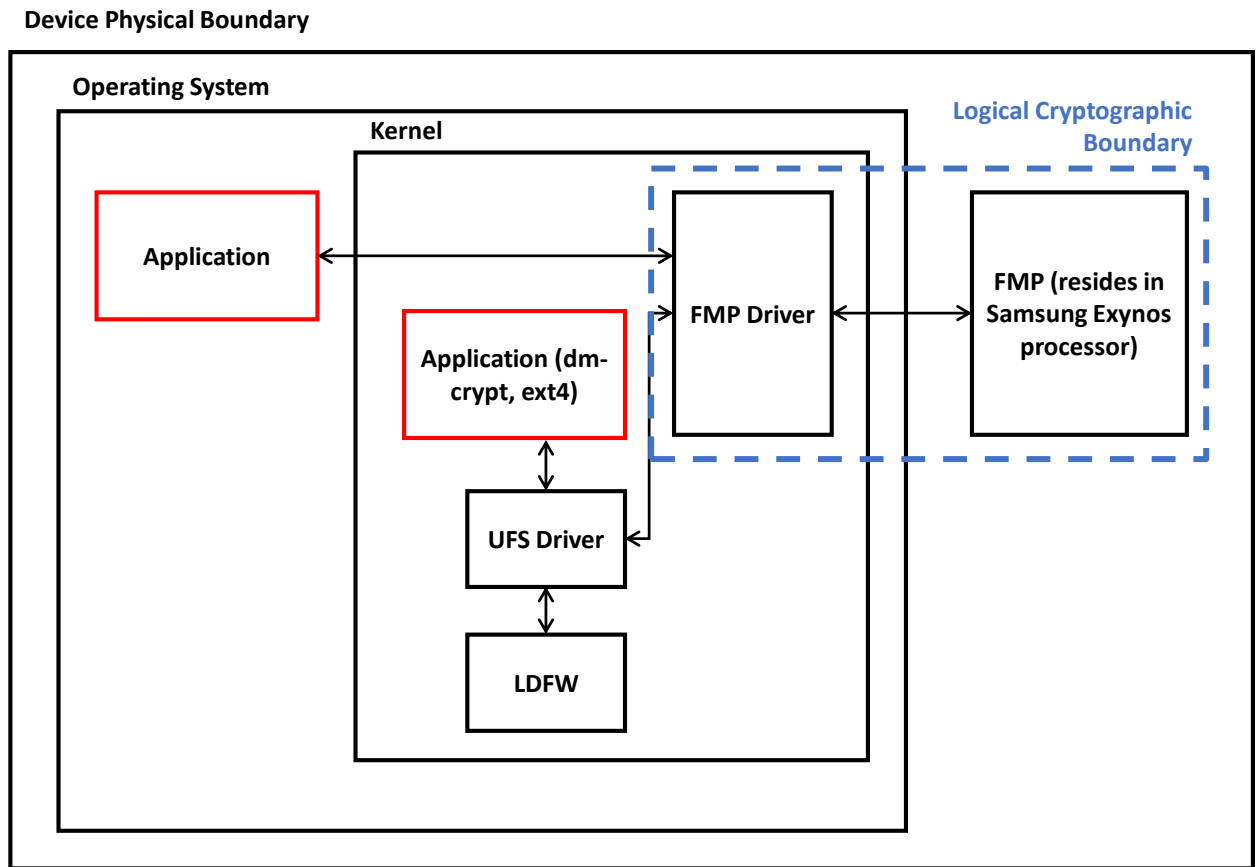 Device Physical Boundary
Operating System
Kernel
Logical Cryptographic
Boundary
Application
FMP Driver
FMP (resides in
Samsung Exynos
processor)
Application (dm-
crypt, ext4)
UFS Driver
LDFW